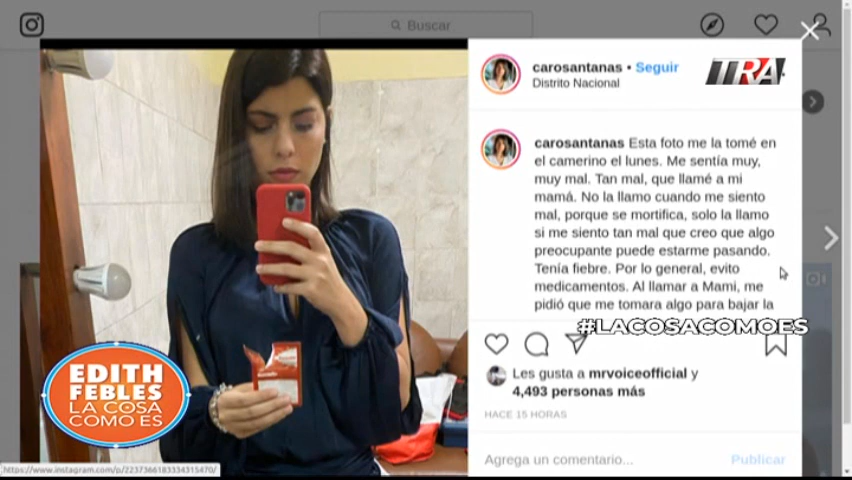 Buscar
carosantanas • Seguir
Distrito Nacional
TRA
carosantanas Esta foto me la tomé en
el camerino el lunes. Me sentía muy,
muy mal. Tan mal, que llamé a mi
mamá. No la llamo cuando me siento
mal, porque se mortifica, solo la llamo
si me siento tan mal que creo que algo
preocupante puede estarme pasando.
Tenía fiebre. Por lo general, evito
medicamentos. Al llamar a Mami, me
pidió que me tomara algo para bajar la
#LACOSACOMOES
Les gusta a mrvoiceofficial y
4,493 personas más
HACE 15 HORAS
Agrega un comentario...
Publicar
EDITH
FEBLES
LA COSA
COMO ES
https://www.instagram.com/p/2237366183334315470/